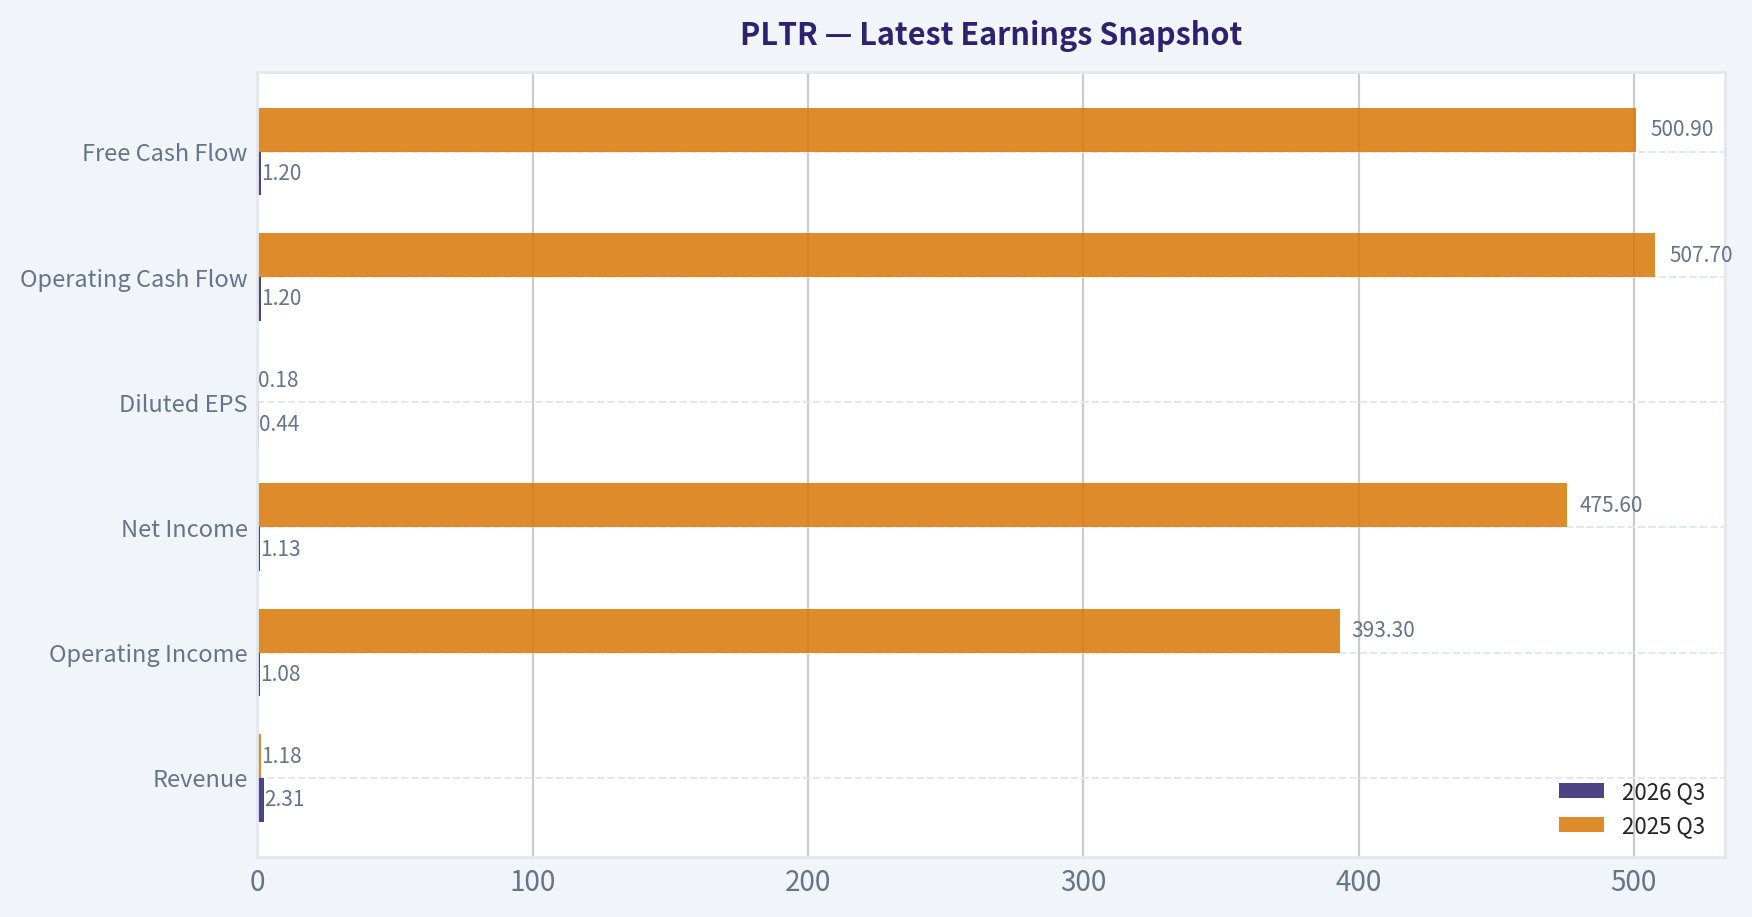 PLTR — Latest Earnings Snapshot
Free Cash Flow
500.90
1.20
Operating Cash Flow
507.70
1.20
Diluted EPS
0.18
0.44
Net Income
475.60
1.13
Operating Income
393.30
1.08
Revenue
1.18
2.31
2026 Q3
2025 Q3
0 100 200 300 400 500